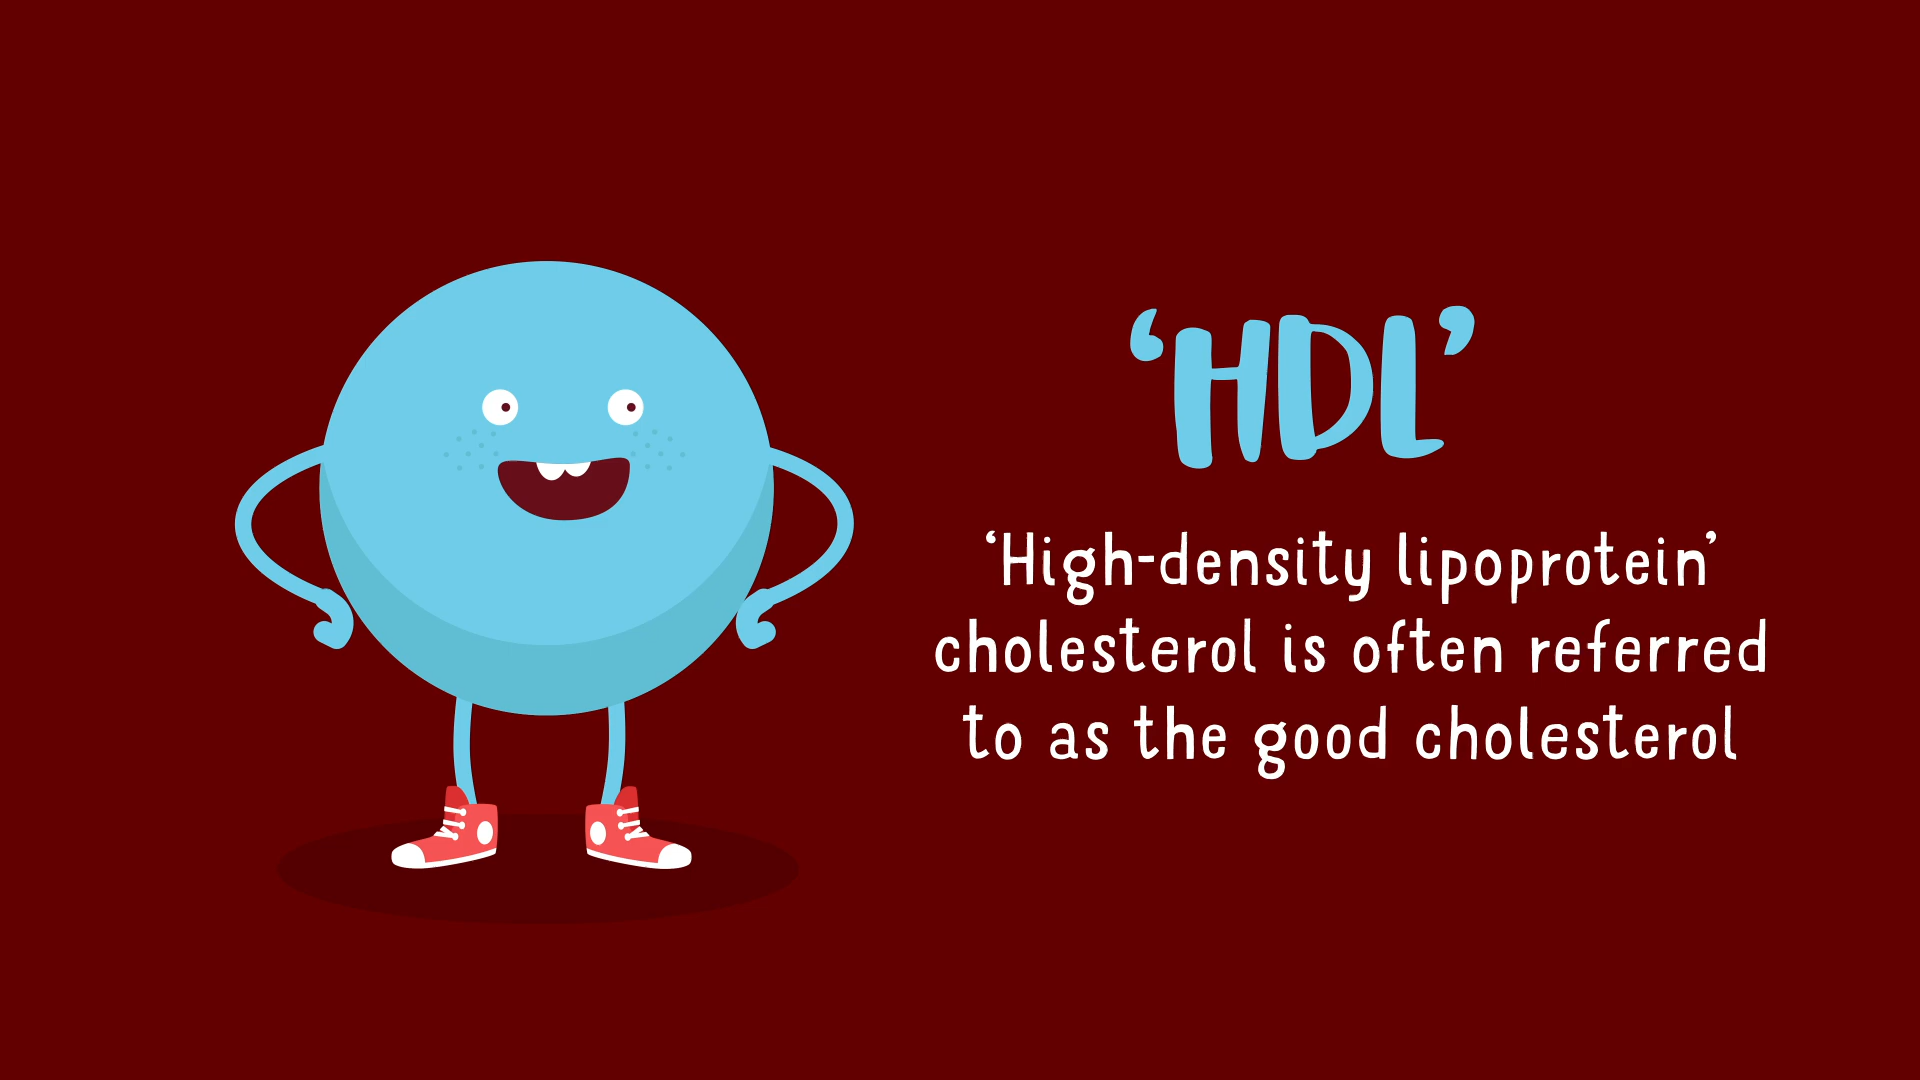 ‘HDL’
‘High-density lipoprotein’
cholesterol is often referred
to as the good cholesterol